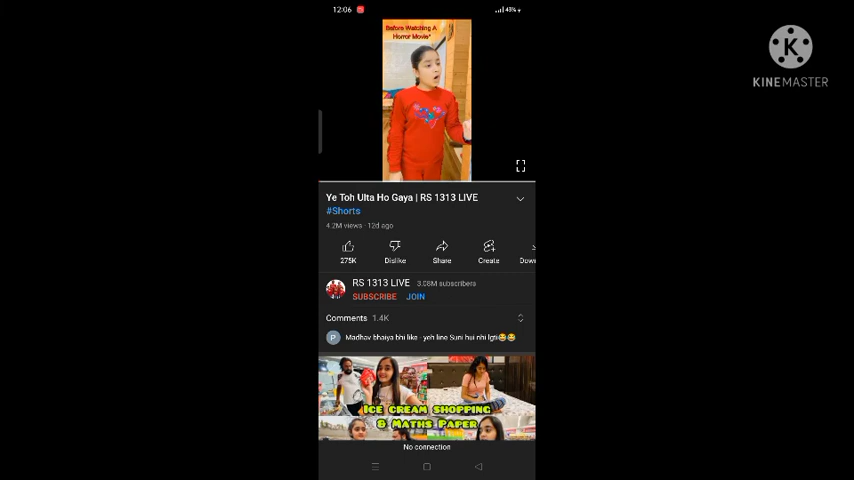 12:06
43%
Before Watching A
Horror Movie*
KINEMASTER
Ye Toh Ulta Ho Gaya | RS 1313 LIVE
#Shorts
4.2M views · 12d ago
275K
Dislike
Share
Create
Down
RS 1313 LIVE 3.08M subscribers
SUBSCRIBE JOIN
Comments 1.4K
P
Madhav bhaiya bhi like - yeh line Suni hui nhi lgti😂😂
ICE CREAM SHOPPING
& MATHS PAPER
No connection